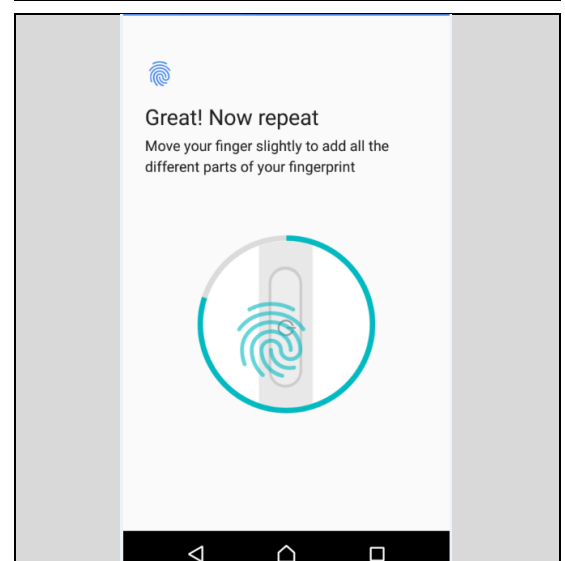 Great! Now repeat
Move your finger slightly to add all the
different parts of your fingerprint